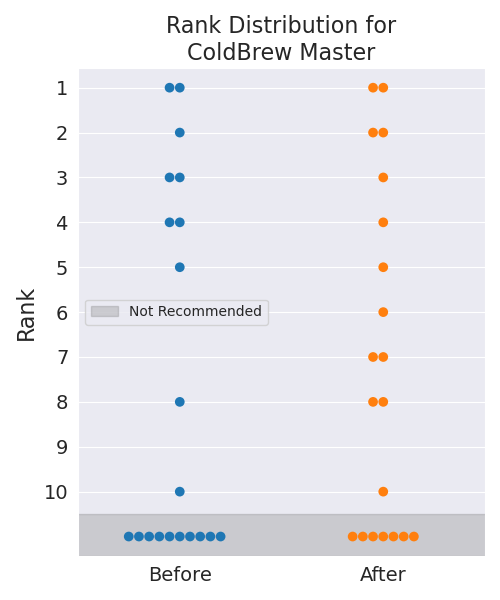 Rank Distribution for
ColdBrew Master
Rank
1
2
3
4
5
6
7
8
9
10
Not Recommended
Before
After